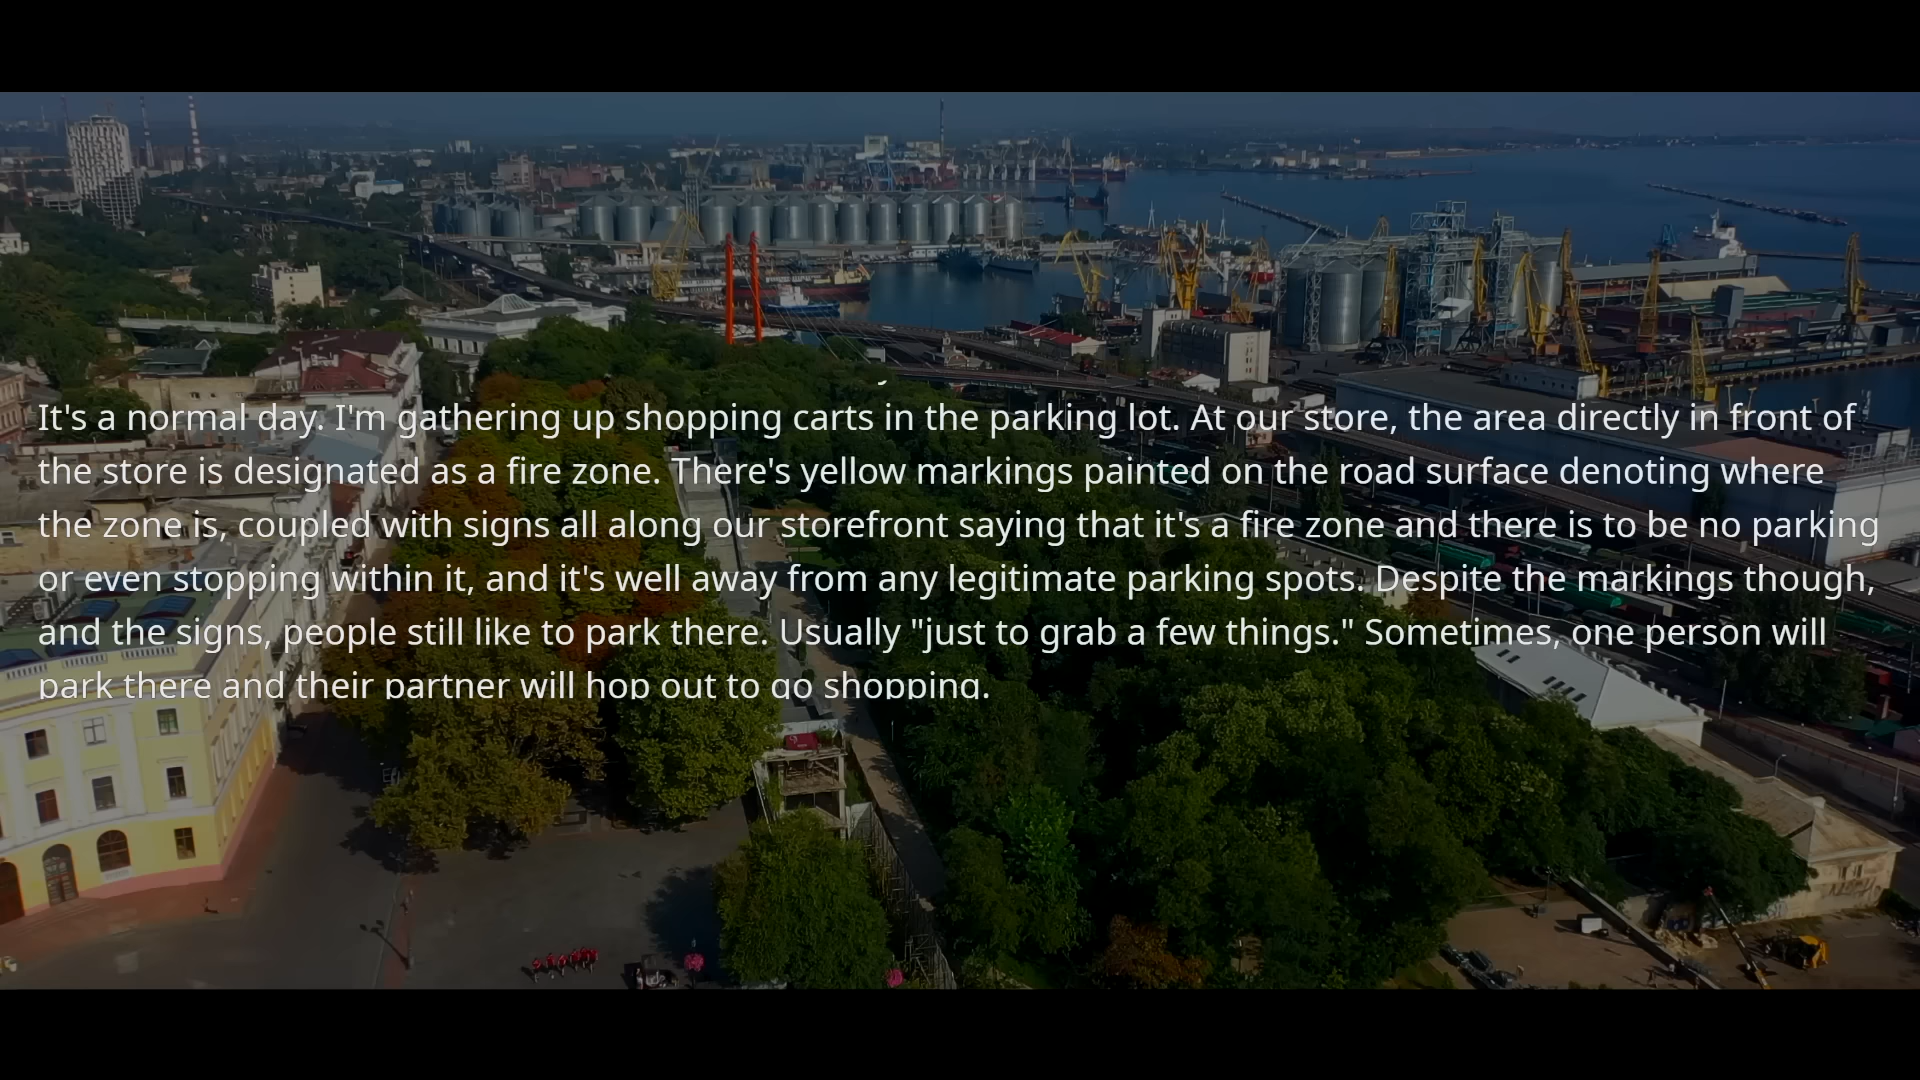 It's a normal day. I'm gathering up shopping carts in the parking lot. At our store, the area directly in front of
the store is designated as a fire zone. There's yellow markings painted on the road surface denoting where
the zone is, coupled with signs all along our storefront saying that it's a fire zone and there is to be no parking
or even stopping within it, and it's well away from any legitimate parking spots. Despite the markings though,
and the signs, people still like to park there. Usually "just to grab a few things." Sometimes, one person will
park there and their partner will hop out to go shopping.